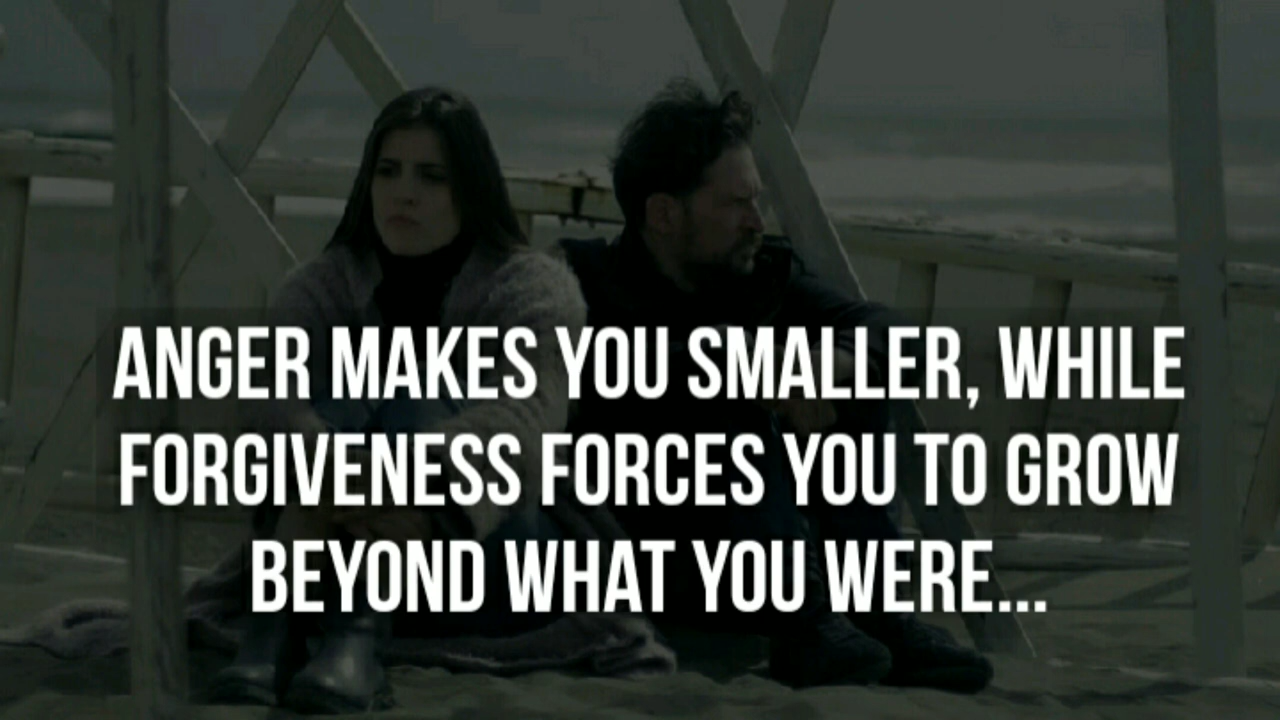 ANGER MAKES YOU SMALLER, WHILE
FORGIVENESS FORCES YOU TO GROW
BEYOND WHAT YOU WERE...